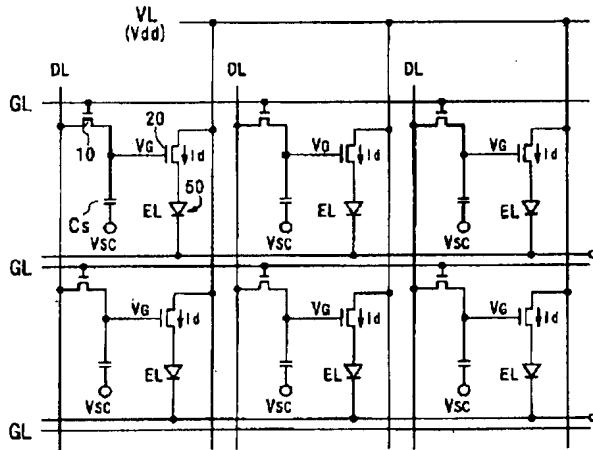 VL
(Vdd)
DL DL DL
GL
10 20 VG Id VQ Id VG Id
Cs EL 50 EL EL
VSC VSC VSC
GL
VG Id VG Id VG Id
EL EL EL
VSC VSC VSC
GL